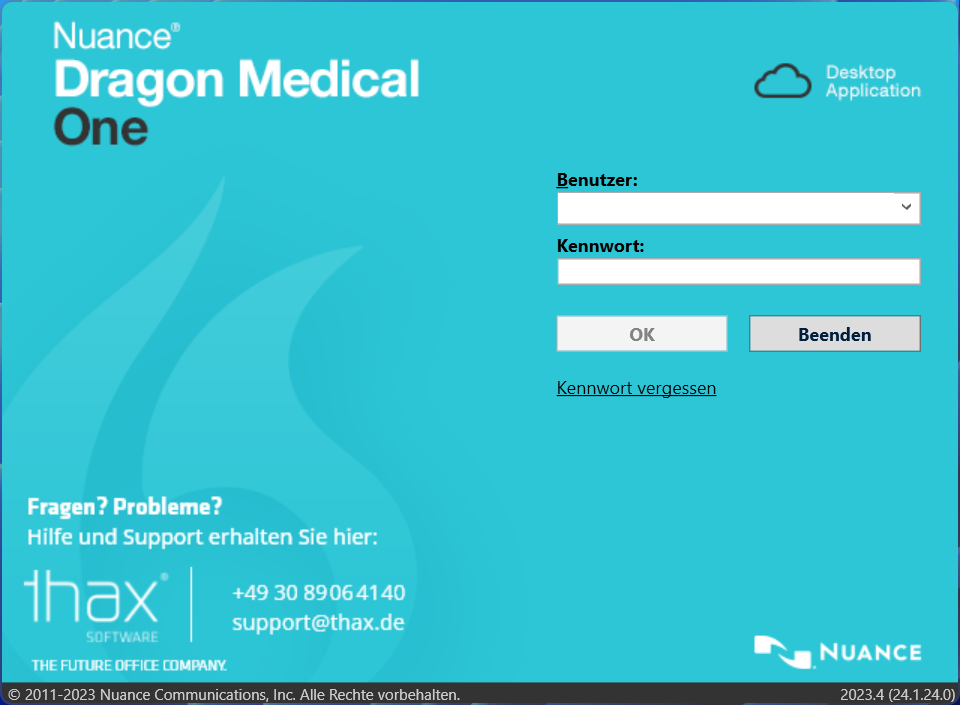 Nuance®
Dragon Medical
One
Desktop
Application
Benutzer:
Kennwort:
OK
Beenden
Kennwort vergessen
Fragen? Probleme?
Hilfe und Support erhalten Sie hier:
thax®
SOFTWARE
THE FUTURE OFFICE COMPANY.
+49 30 89064140
support@thax.de
NUANCE
© 2011-2023 Nuance Communications, Inc. Alle Rechte vorbehalten.
2023.4 (24.1.24.0)